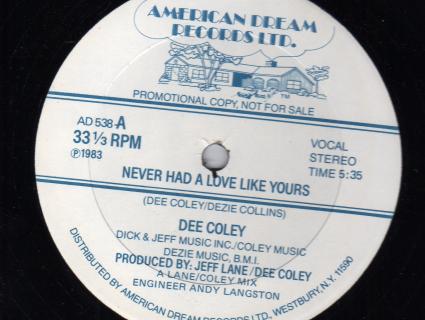 AMERICAN DREAM
RECORDS LTD.
TM
PROMOTIONAL COPY, NOT FOR SALE
AD 538 A
33 1/3 RPM
℗1983
VOCAL
STEREO
TIME 5:35
NEVER HAD A LOVE LIKE YOURS
(DEE COLEY/DEZIE COLLINS)
DEE COLEY
DICK & JEFF MUSIC INC./COLEY MUSIC
DEZIE MUSIC, B.M.I.
PRODUCED BY: JEFF LANE/DEE COLEY
A LANE/COLEY MIX
ENGINEER ANDY LANGSTON
DISTRIBUTED BY AMERICAN DREAM RECORDS LTD., WESTBURY, N.Y. 11590